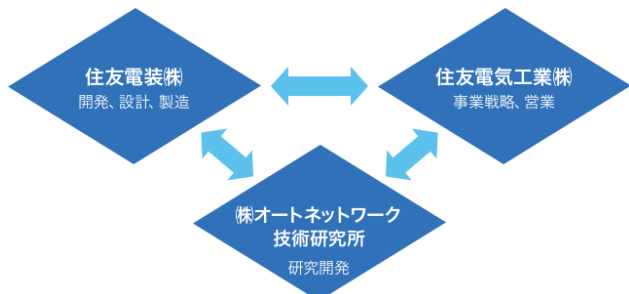 住友電装㈱
開発、設計、製造
住友電気工業㈱
事業戦略、営業
㈱オートネットワーク
技術研究所
研究開発